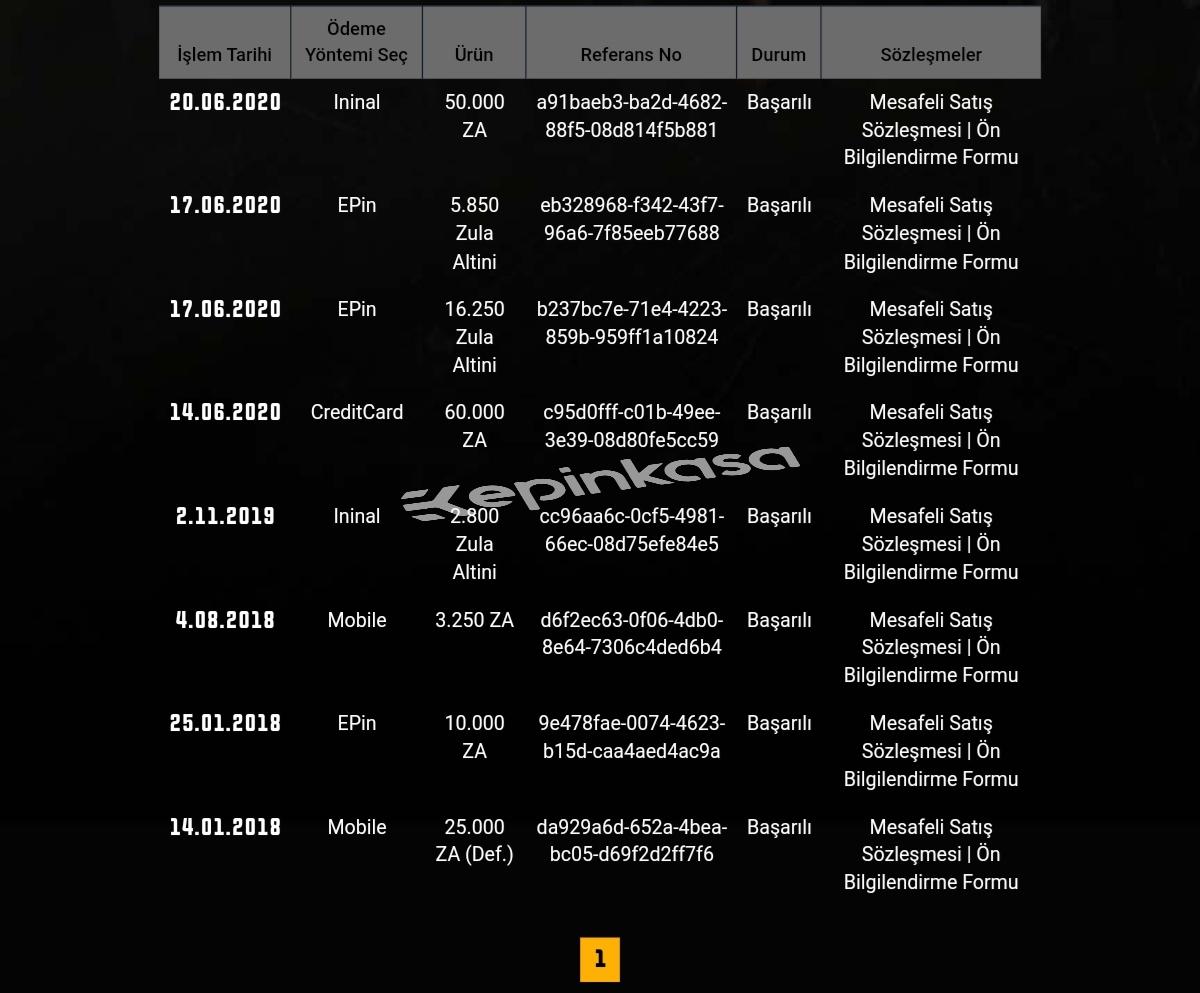 İşlem Tarihi
Ödeme
Yöntemi Seç
Ürün
Referans No
Durum
Sözleşmeler
20.06.2020 Ininal 50.000 a91baeb3-ba2d-4682- Başarılı Mesafeli Satış
ZA 88f5-08d814f5b881 Sözleşmesi | Ön
Bilgilendirme Formu
17.06.2020 EPin 5.850 eb328968-f342-43f7- Başarılı Mesafeli Satış
Zula 96a6-7f85eeb77688 Sözleşmesi | Ön
Altini Bilgilendirme Formu
17.06.2020 EPin 16.250 b237bc7e-71e4-4223- Başarılı Mesafeli Satış
Zula 859b-959ff1a10824 Sözleşmesi | Ön
Altini Bilgilendirme Formu
14.06.2020 CreditCard 60.000 c95d0fff-c01b-49ee- Başarılı Mesafeli Satış
ZA 3e39-08d80fe5cc59 Sözleşmesi | Ön
Bilgilendirme Formu
epinkasa
2.11.2019 Ininal 2.800 cc96aa6c-0cf5-4981- Başarılı Mesafeli Satış
Zula 66ec-08d75efe84e5 Sözleşmesi | Ön
Altini Bilgilendirme Formu
4.08.2018 Mobile 3.250 ZA d6f2ec63-0f06-4db0- Başarılı Mesafeli Satış
8e64-7306c4ded6b4 Sözleşmesi | Ön
Bilgilendirme Formu
25.01.2018 EPin 10.000 9e478fae-0074-4623- Başarılı Mesafeli Satış
ZA b15d-caa4aed4ac9a Sözleşmesi | Ön
Bilgilendirme Formu
14.01.2018 Mobile 25.000 da929a6d-652a-4bea- Başarılı Mesafeli Satış
ZA (Def.) bc05-d69f2d2ff7f6 Sözleşmesi | Ön
Bilgilendirme Formu
1